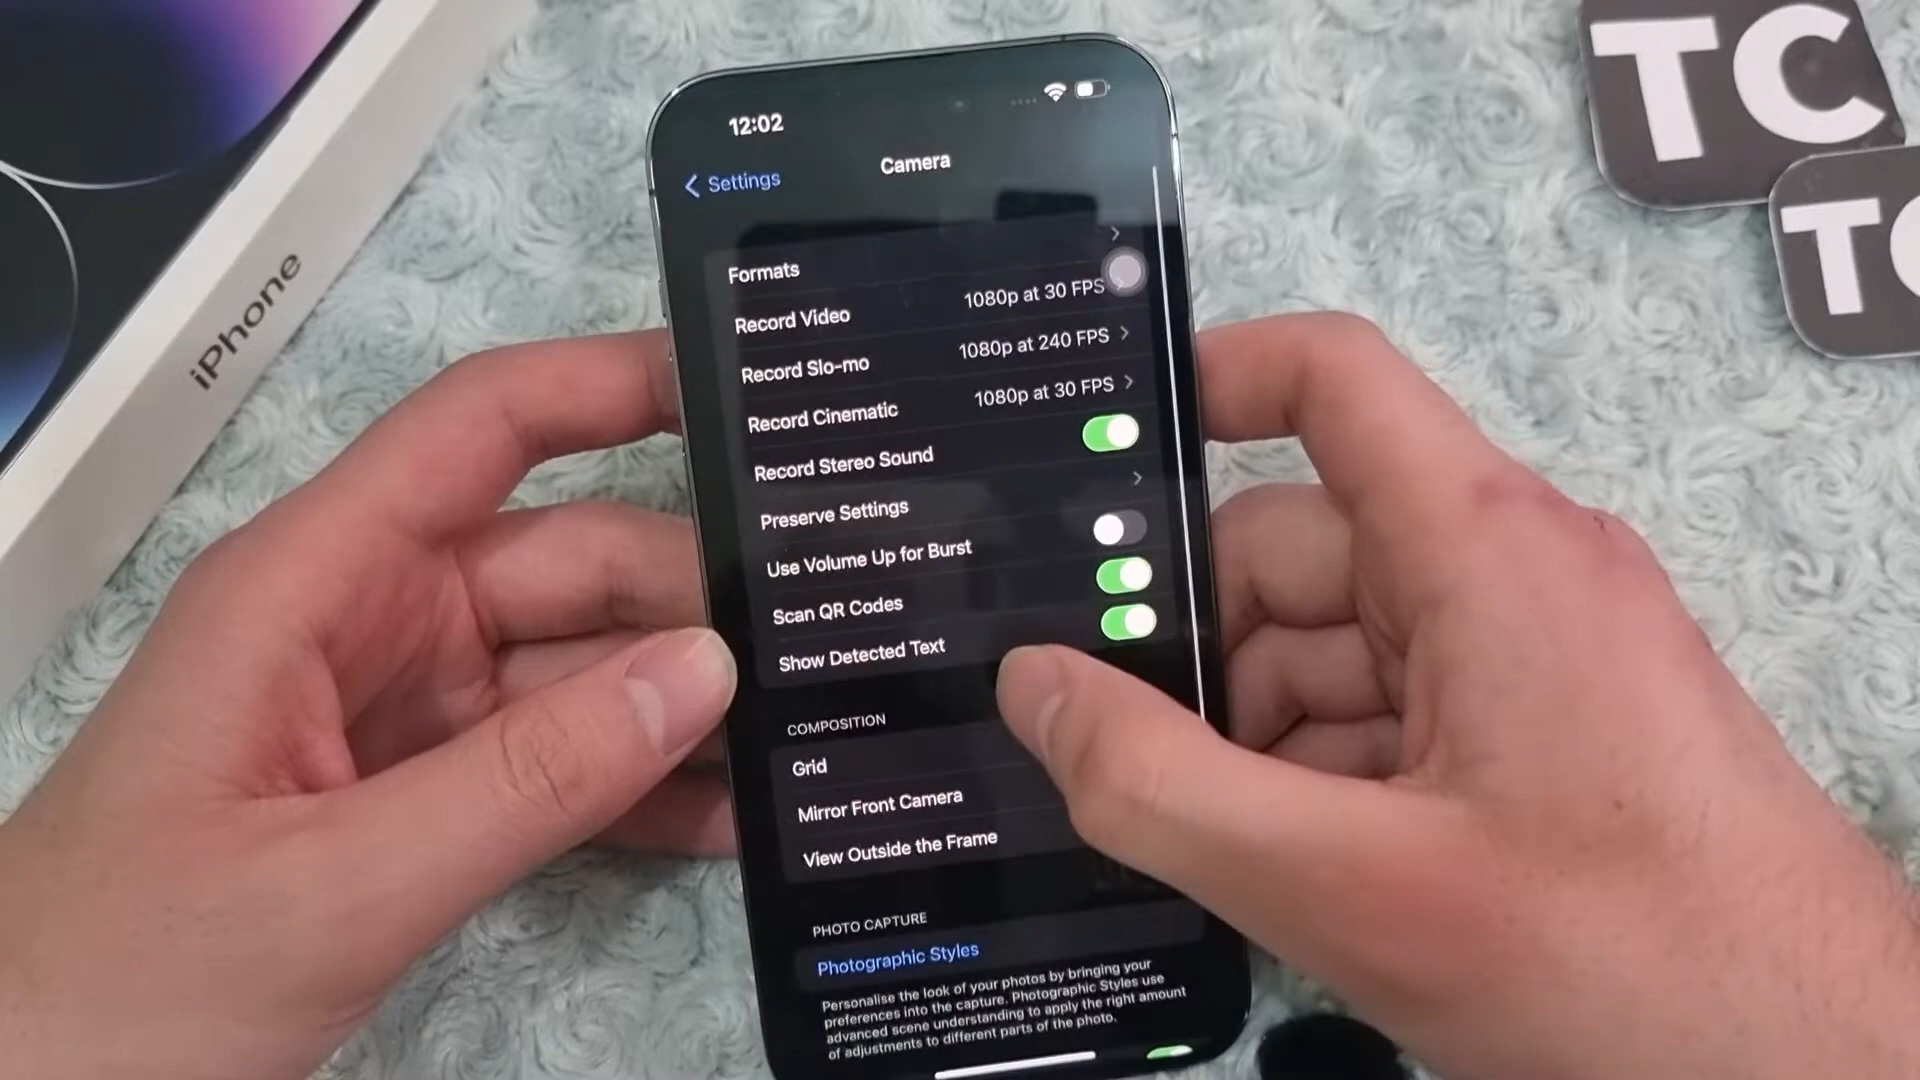 iPhone
TC
TC
12:02
Settings
Camera
Formats
Record Video 1080p at 30 FPS
Record Slo-mo 1080p at 240 FPS
Record Cinematic 1080p at 30 FPS
Record Stereo Sound
Preserve Settings
Use Volume Up for Burst
Scan QR Codes
Show Detected Text
COMPOSITION
Grid
Mirror Front Camera
View Outside the Frame
PHOTO CAPTURE
Photographic Styles
Personalise the look of your photos by bringing your
preferences into the capture. Photographic Styles use
advanced scene understanding to apply the right amount
of adjustments to different parts of the photo.